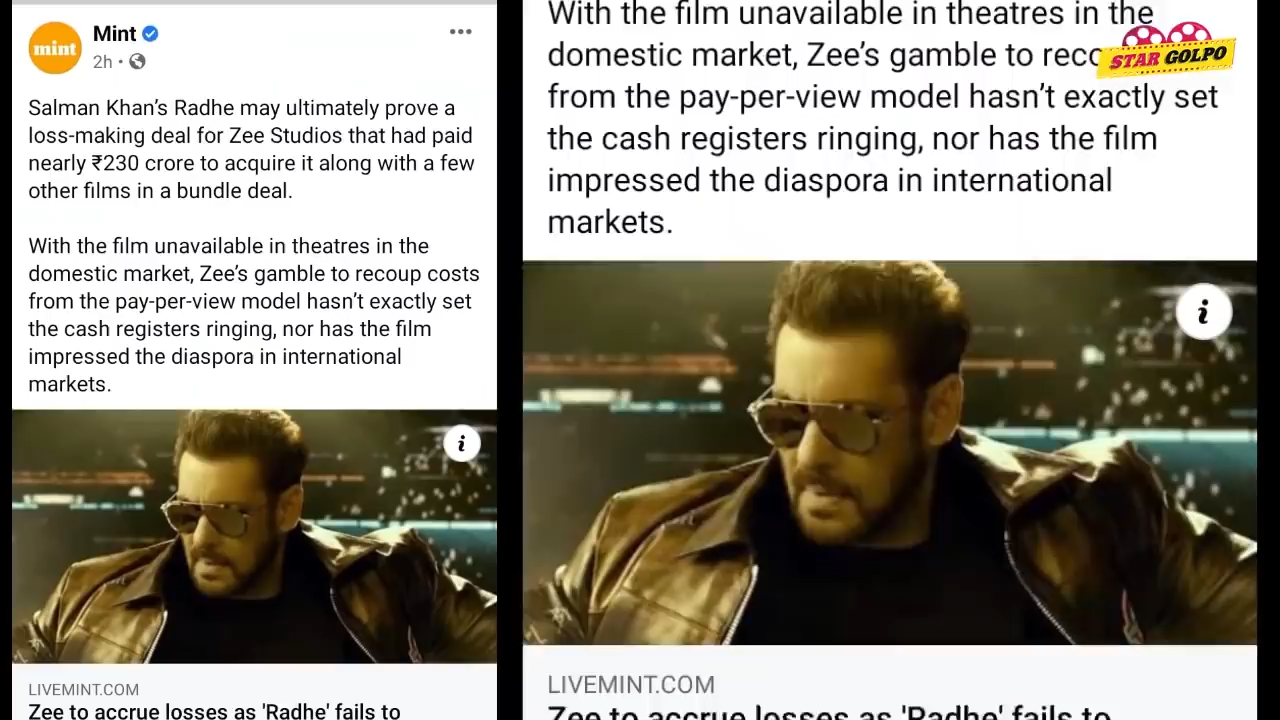 mint
Mint
2h
Salman Khan's Radhe may ultimately prove a
loss-making deal for Zee Studios that had paid
nearly ₹230 crore to acquire it along with a few
other films in a bundle deal.
With the film unavailable in theatres in the
domestic market, Zee's gamble to recoup costs
from the pay-per-view model hasn't exactly set
the cash registers ringing, nor has the film
impressed the diaspora in international
markets.
i
LIVEMINT.COM
Zee to accrue losses as 'Radhe' fails to
With the film unavailable in theatres in the
domestic market, Zee's gamble to
from the pay-per-view model hasn't exactly set
the cash registers ringing, nor has the film
impressed the diaspora in international
markets.
STAR GOLPO
i
LIVEMINT.COM
Zee to accrue losses as 'Radhe' fails to